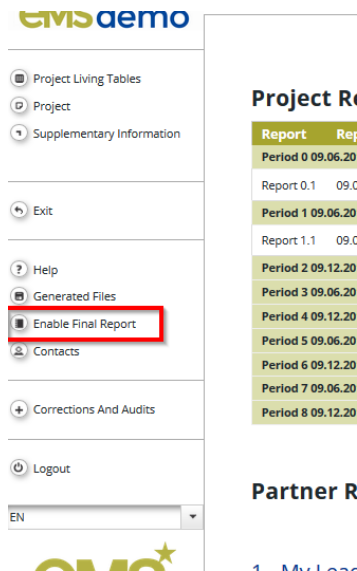 eMS demo
Project Living Tables
Project
Supplementary Information
Exit
Help
Generated Files
Enable Final Report
Contacts
Corrections And Audits
Logout
EN
eMS
Project Re
Report Rep
Period 0 09.06.20
Report 0.1 09.0
Period 1 09.06.20
Report 1.1 09.0
Period 2 09.12.20
Period 3 09.06.20
Period 4 09.12.20
Period 5 09.06.20
Period 6 09.12.20
Period 7 09.06.20
Period 8 09.12.20
Partner R
1 - My Lead